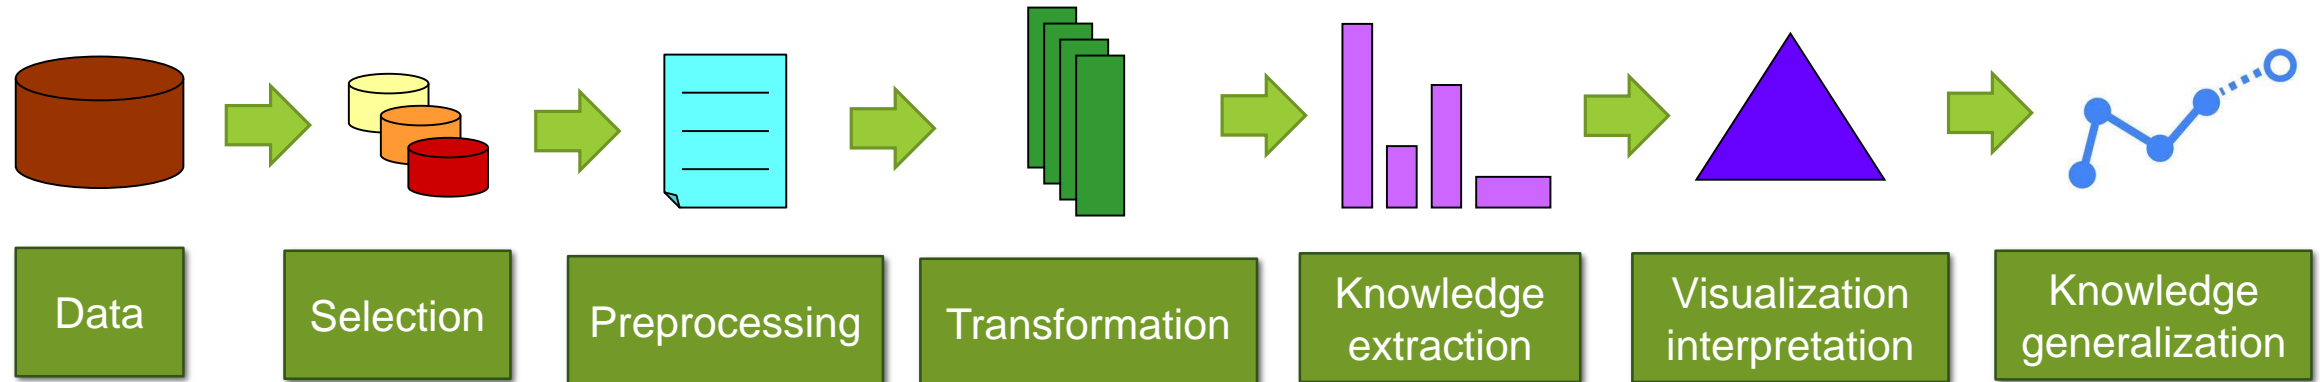 Data
Selection
Preprocessing
Transformation
Knowledge
extraction
Visualization
interpretation
Knowledge
generalization